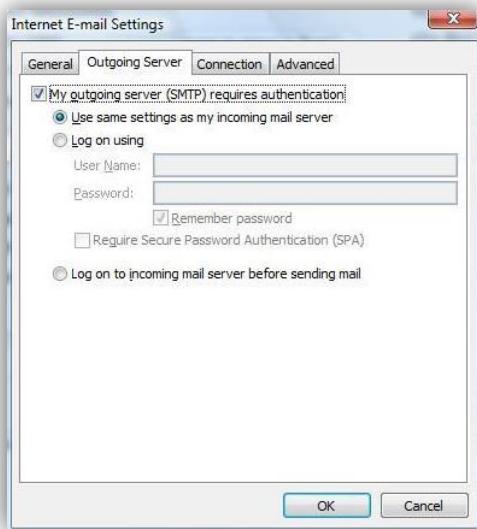 Internet E-mail Settings
General Outgoing Server Connection Advanced
My outgoing server (SMTP) requires authentication
Use same settings as my incoming mail server
Log on using
User Name:
Password:
Remember password
Require Secure Password Authentication (SPA)
Log on to incoming mail server before sending mail
OK Cancel